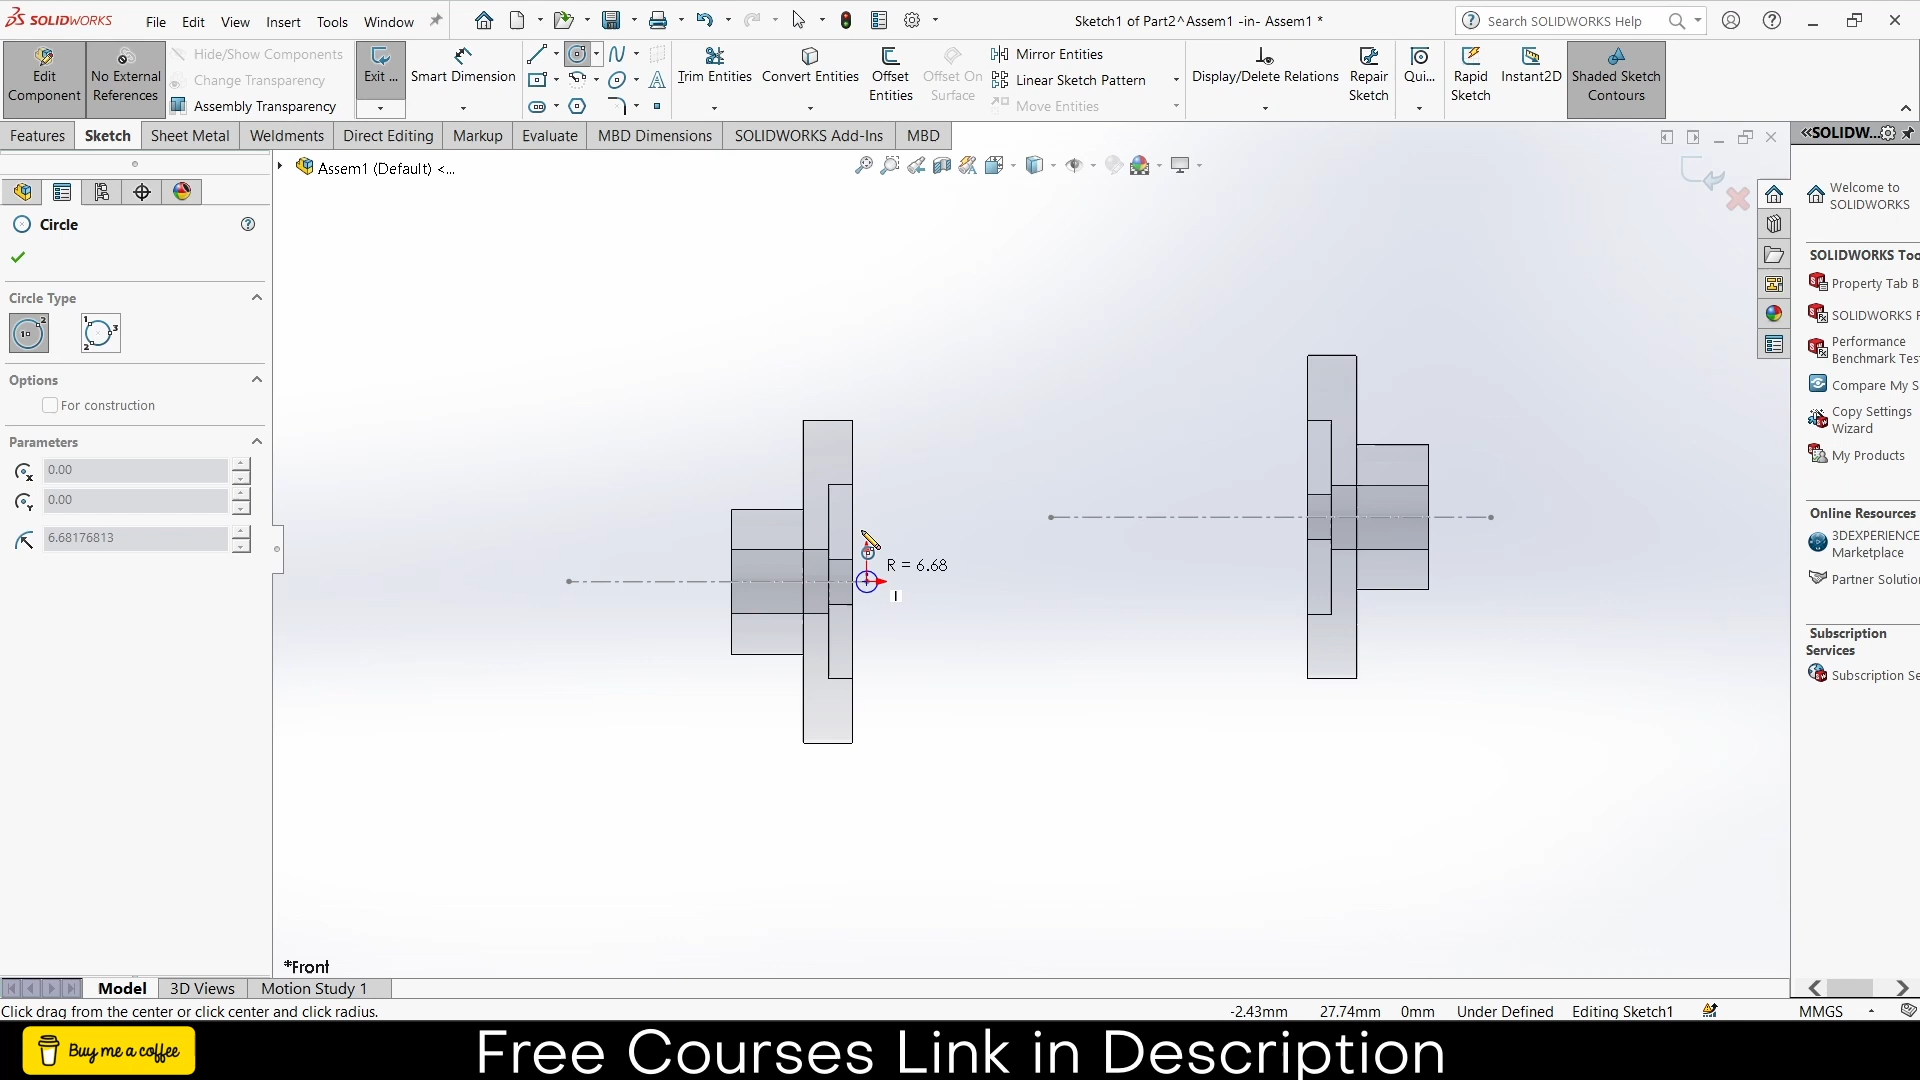 SOLIDWORKS File Edit View Insert Tools Window Sketch1 of Part2^Assem1 -in- Assem1 * Search SOLIDWORKS Help
Edit Component
No External References
Hide/Show Components
Change Transparency
Assembly Transparency
Exit ...
Smart Dimension
Trim Entities
Convert Entities
Offset Entities
Offset On Surface
Mirror Entities
Linear Sketch Pattern
Move Entities
Display/Delete Relations
Repair Sketch
Qui...
Rapid Sketch
Instant2D
Shaded Sketch Contours
Features Sketch Sheet Metal Weldments Direct Editing Markup Evaluate MBD Dimensions SOLIDWORKS Add-Ins MBD
SOLIDW...
Assem1 (Default) <...
Circle
Circle Type
Options
For construction
Parameters
0.00
0.00
6.68176813
R = 6.68
*Front
Welcome to
SOLIDWORKS
SOLIDWORKS Too
Property Tab B
SOLIDWORKS R
Performance
Benchmark Tes
Compare My S
Copy Settings
Wizard
My Products
Online Resources
3DEXPERIENCE
Marketplace
Partner Solutio
Subscription
Services
Subscription Se
Model 3D Views Motion Study 1
Click drag from the center or click center and click radius. -2.43mm 27.74mm 0mm Under Defined Editing Sketch1 MMGS
Buy me a coffee
Free Courses Link in Description